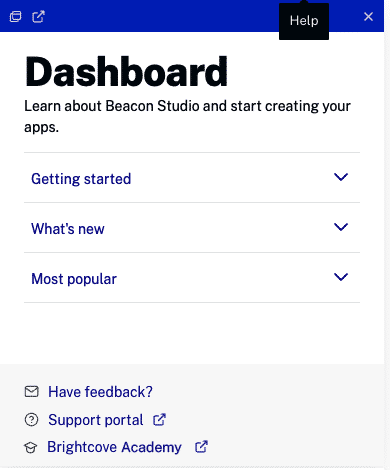 Help
Dashboard
Learn about Beacon Studio and start creating your
apps.
Getting started
What's new
Most popular
Have feedback?
Support portal
Brightcove Academy